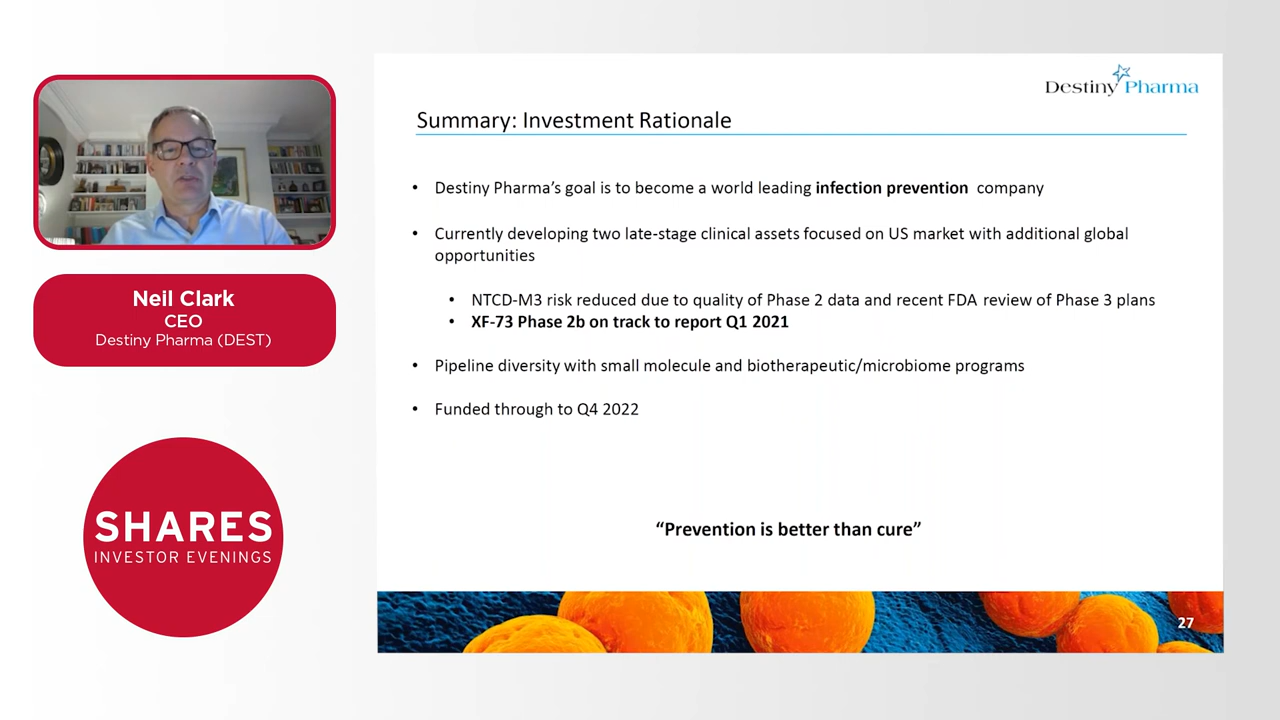 Neil Clark
CEO
Destiny Pharma (DEST)
SHARES
INVESTOR EVENINGS
Destiny Pharma
Summary: Investment Rationale
• Destiny Pharma’s goal is to become a world leading infection prevention company
• Currently developing two late-stage clinical assets focused on US market with additional global
opportunities
• NTCD-M3 risk reduced due to quality of Phase 2 data and recent FDA review of Phase 3 plans
• XF-73 Phase 2b on track to report Q1 2021
• Pipeline diversity with small molecule and biotherapeutic/microbiome programs
• Funded through to Q4 2022
“Prevention is better than cure”
27